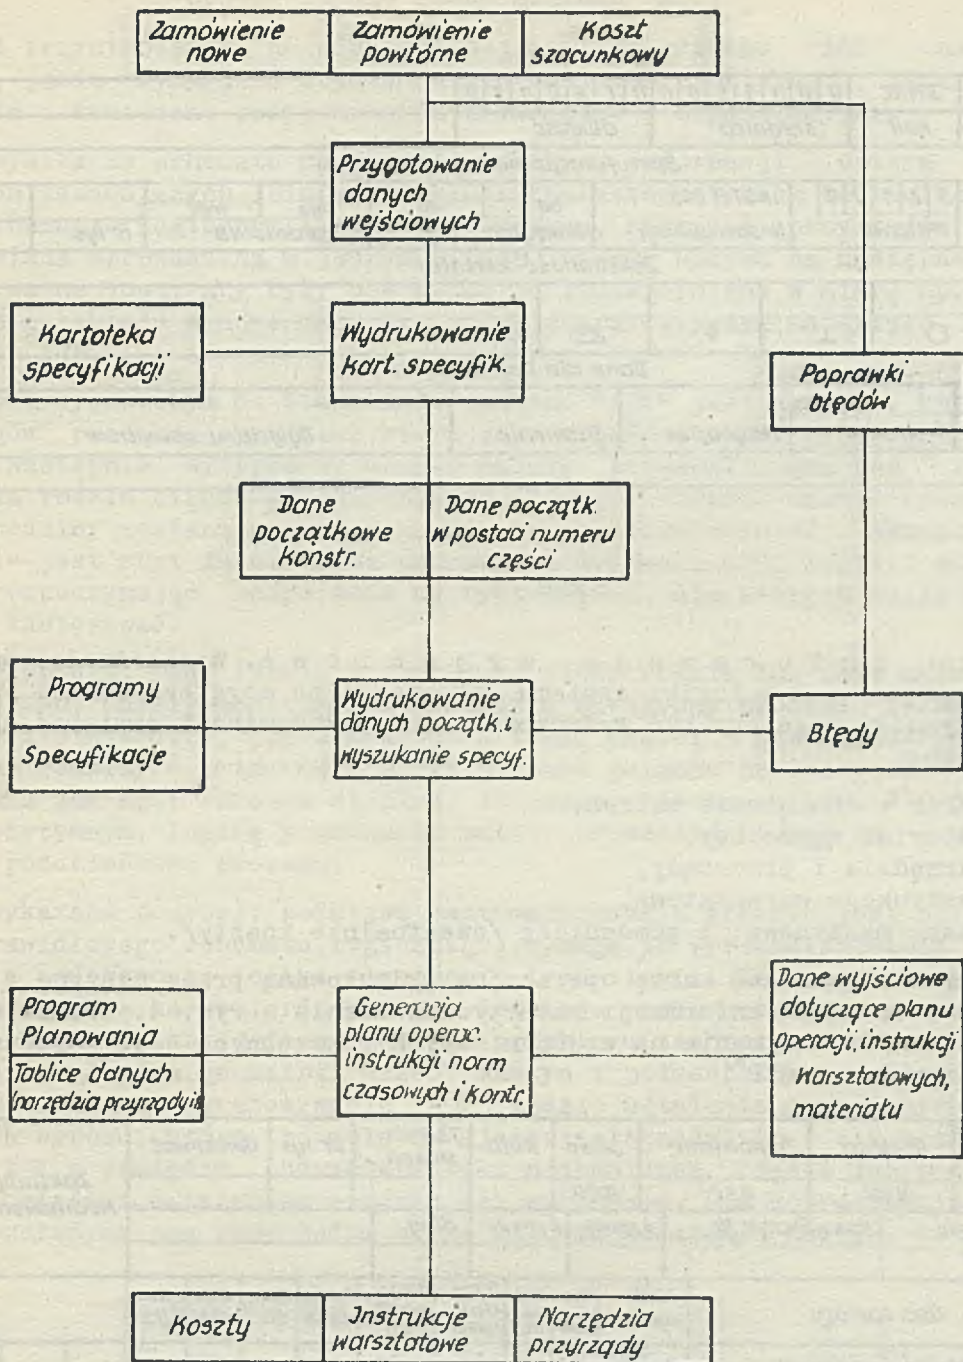 Zamówienie nowe
Zamówienie powtórne
Koszt szacunkowy
Przygotowanie
danych
wejściowych
Kartoteka
specyfikacji
Wydrukowanie
kart. specyfik.
Poprawki
błędów
Dane
początkowe
konstr.
Dane początk.
w postaci numeru
części
Programy
Specyfikacje
Wydrukowanie
danych początk. i
wyszukanie specyf.
Błędy
Program
Planowania
Tablice danych
Generacja
planu operac.
instrukcji norm
czasowych i kontr.
Dane wyjściowe
dotyczące planu
operacji, instrukcji
warsztatowych,
materiału
Koszty
Instrukcje
warsztatowe
Narzędzia
przyrządy